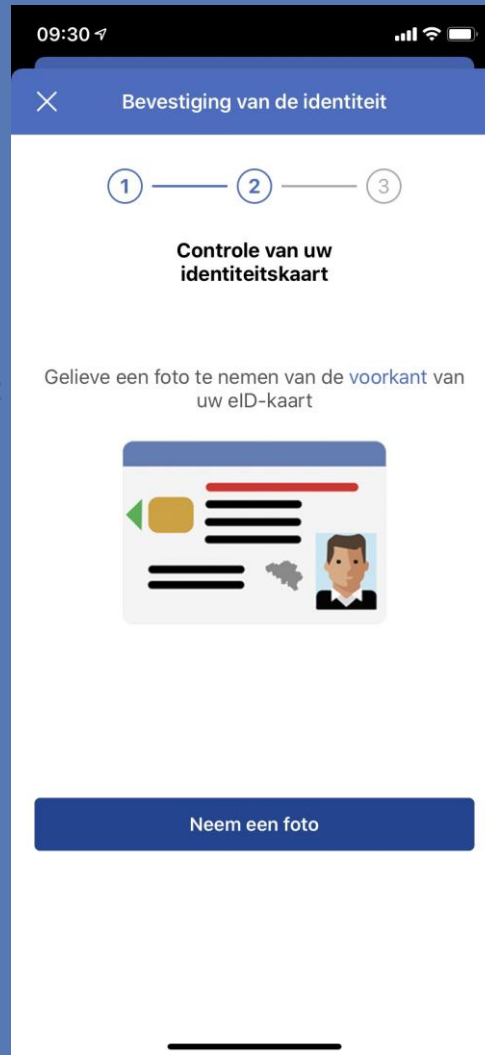 09:30
Bevestiging van de identiteit
1 2 3
Controle van uw
identiteitskaart
Gelieve een foto te nemen van de voorkant van
uw eID-kaart
Neem een foto